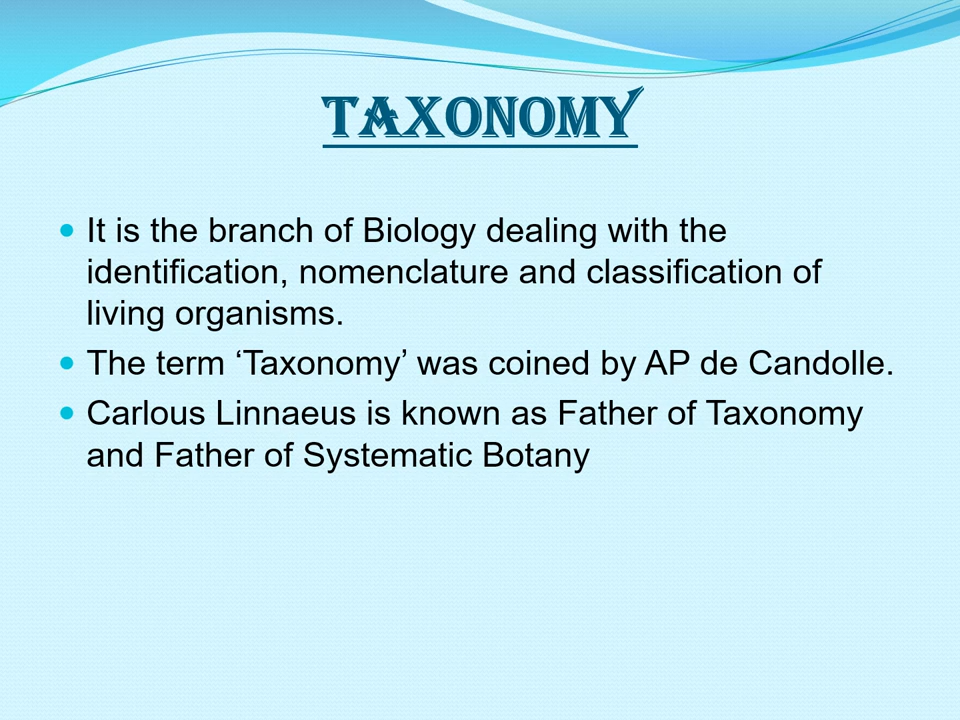 TAXONOMY
It is the branch of Biology dealing with the
identification, nomenclature and classification of
living organisms.
The term ‘Taxonomy’ was coined by AP de Candolle.
Carlous Linnaeus is known as Father of Taxonomy
and Father of Systematic Botany